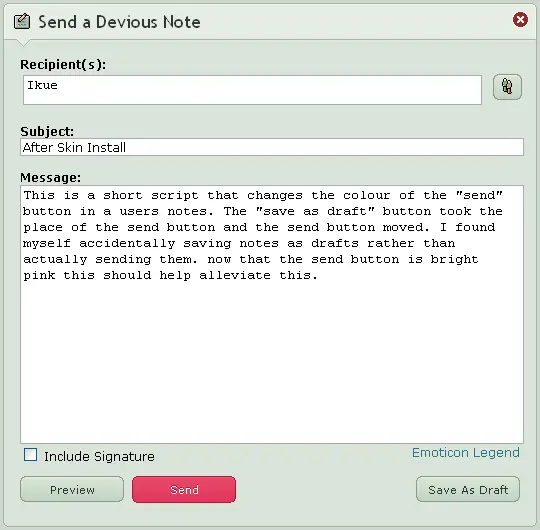 Send a Devious Note
Recipient(s):
Ikue
Subject:
After Skin Install
Message:
This is a short script that changes the colour of the "send"
button in a users notes. The "save as draft" button took the
place of the send button and the send button moved. I found
myself accidentally saving notes as drafts rather than
actually sending them. now that the send button is bright
pink this should help alleviate this.
Include Signature
Emoticon Legend
Preview
Send
Save As Draft